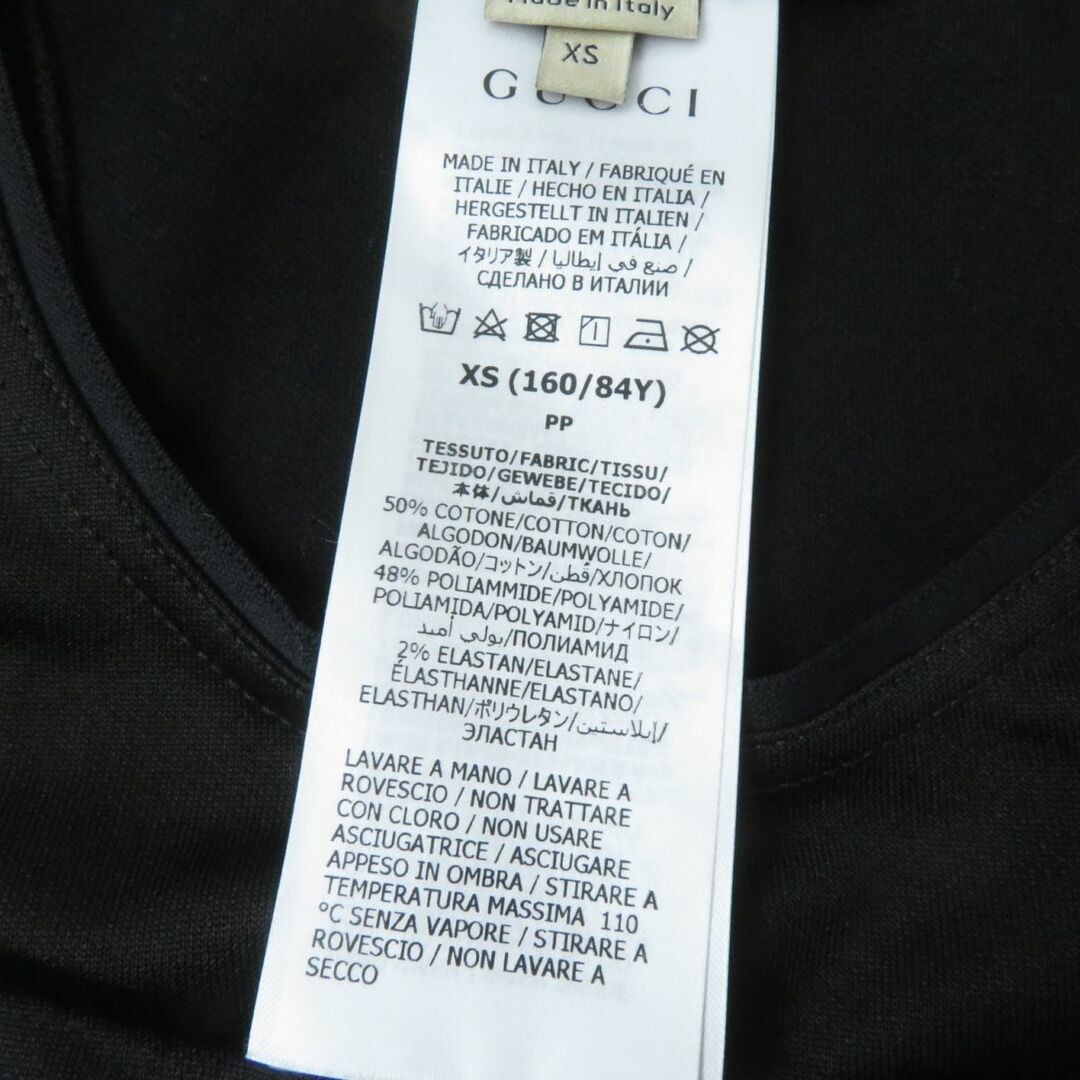 Made in Italy
XS
GUCCI
MADE IN ITALY / FABRIQUÉ EN
ITALIE / HECHO EN ITALIA /
HERGESTELLT IN ITALIEN /
FABRICADO EM ITÁLIA /
イタリア製 / صنع في إيطاليا /
СДЕЛАНО В ИТАЛИИ
XS (160/84Y)
PP
TESSUTO/FABRIC/TISSU/
TEJIDO/GEWEBE/TECIDO/
本体/قماش/ТКАНЬ
50% COTONE/COTTON/COTON/
ALGODON/BAUMWOLLE/
ALGODÃO/コットン/قطن/ХЛОПОК
48% POLIAMMIDE/POLYAMIDE/
POLIAMIDA/POLYAMID/ナイロン/
بولي أميد/ПОЛИАМИД
2% ELASTAN/ELASTANE/
ÉLASTHANNE/ELASTANO/
ELASTHAN/ポリウレタン/إيلاستين/
ЭЛАСТАН
LAVARE A MANO / LAVARE A
ROVESCIO / NON TRATTARE
CON CLORO / NON USARE
ASCIUGATRICE / ASCIUGARE
APPESO IN OMBRA / STIRARE A
TEMPERATURA MASSIMA 110
°C SENZA VAPORE / STIRARE A
ROVESCIO / NON LAVARE A
SECCO